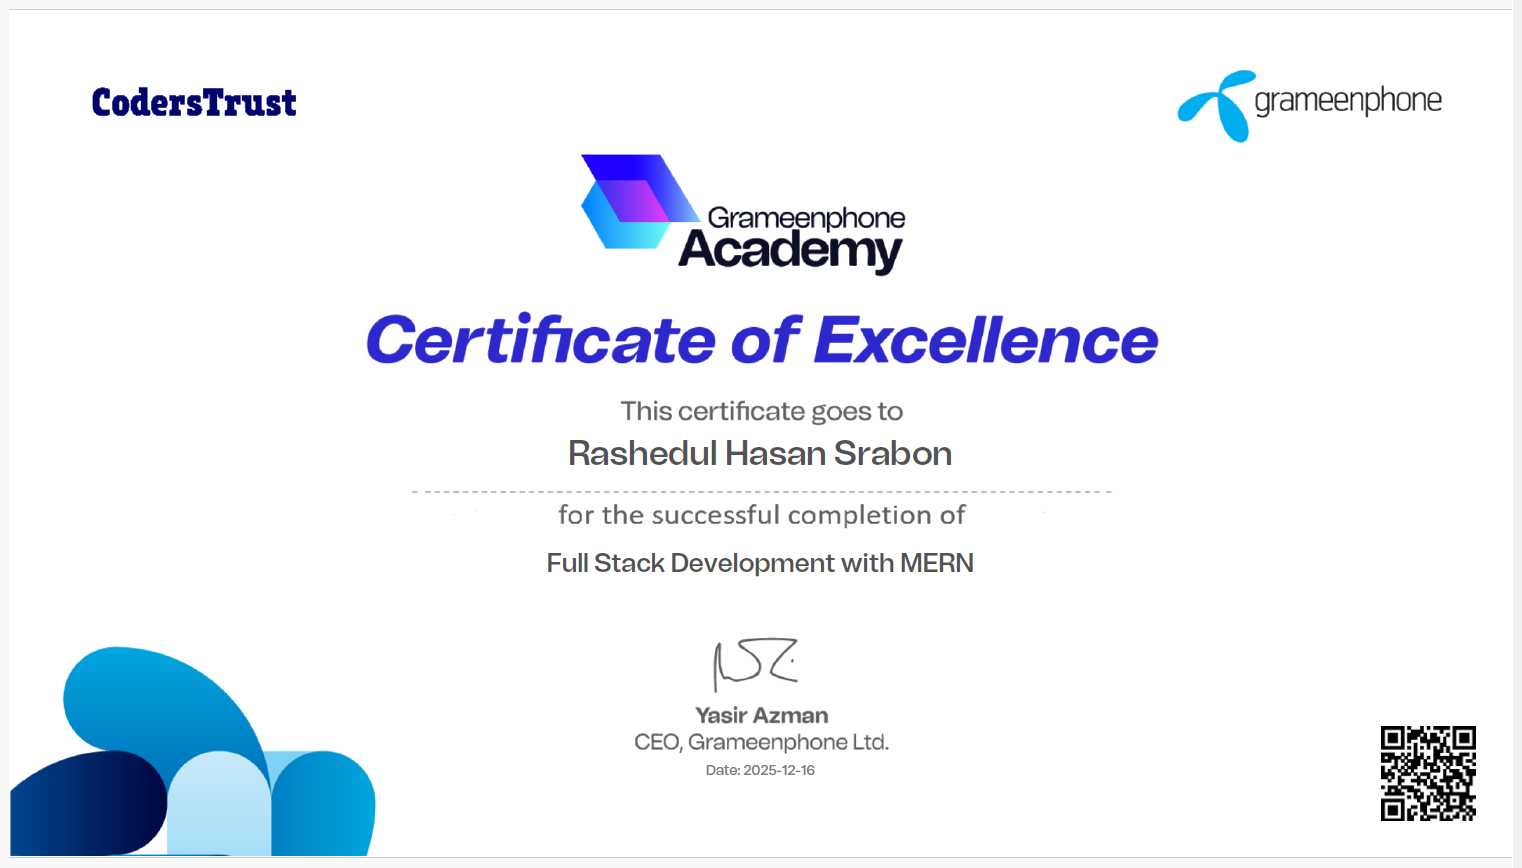 CodersTrust
grameenphone
Grameenphone
Academy
Certificate of Excellence
This certificate goes to
Rashedul Hasan Srabon
for the successful completion of
Full Stack Development with MERN
Yasir Azman
CEO, Grameenphone Ltd.
Date: 2025-12-16